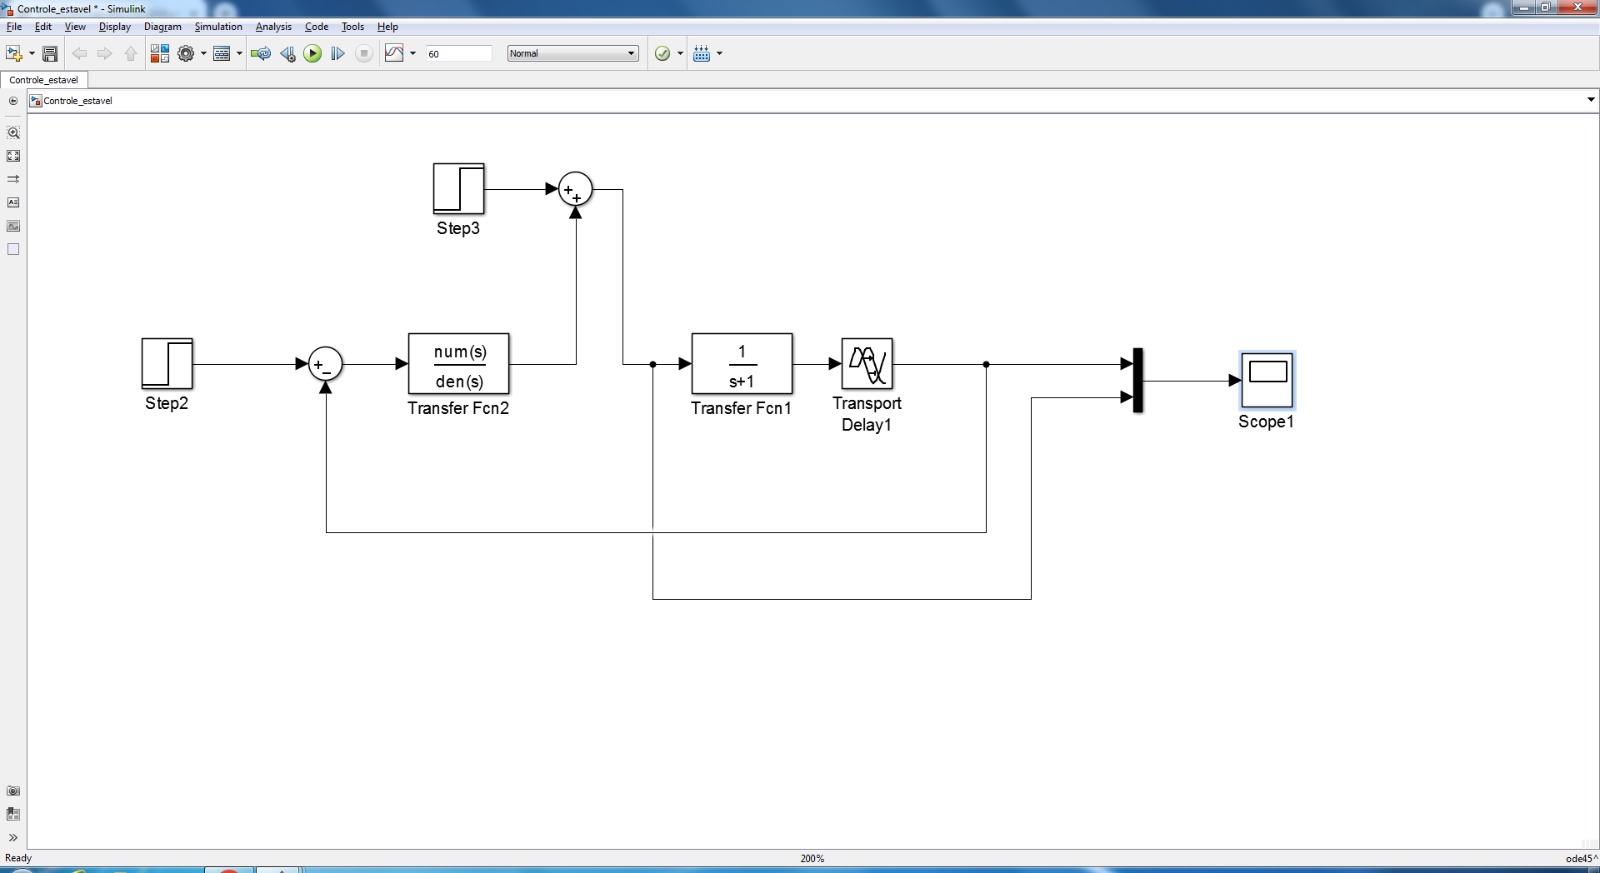 Controle_estavel * - Simulink
File Edit View Display Diagram Simulation Analysis Code Tools Help
60 Normal
Controle_estavel
Controle_estavel
Step3
+
+
Step2
+
−
num(s)
den(s)
Transfer Fcn2
1
s+1
Transfer Fcn1
Transport
Delay1
Scope1
Ready 200% ode45^